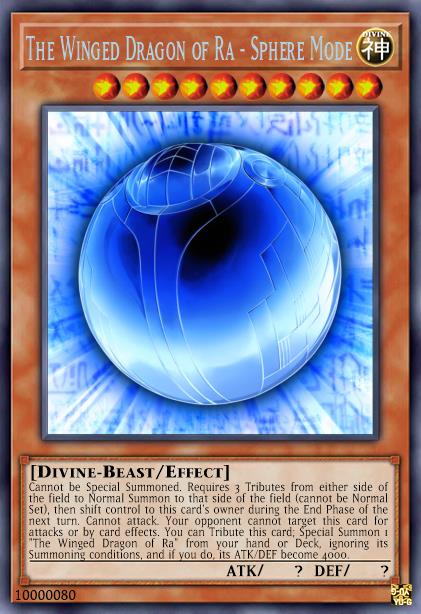 The Winged Dragon of Ra - Sphere Mode
DIVINE
神
[Divine-Beast/Effect]
Cannot be Special Summoned. Requires 3 Tributes from either side of
the field to Normal Summon to that side of the field (cannot be Normal
Set), then shift control to this card's owner during the End Phase of the
next turn. Cannot attack. Your opponent cannot target this card for
attacks or by card effects. You can Tribute this card; Special Summon 1
"The Winged Dragon of Ra" from your hand or Deck, ignoring its
Summoning conditions, and if you do, its ATK/DEF become 4000.
ATK/ ? DEF/ ?
10000080